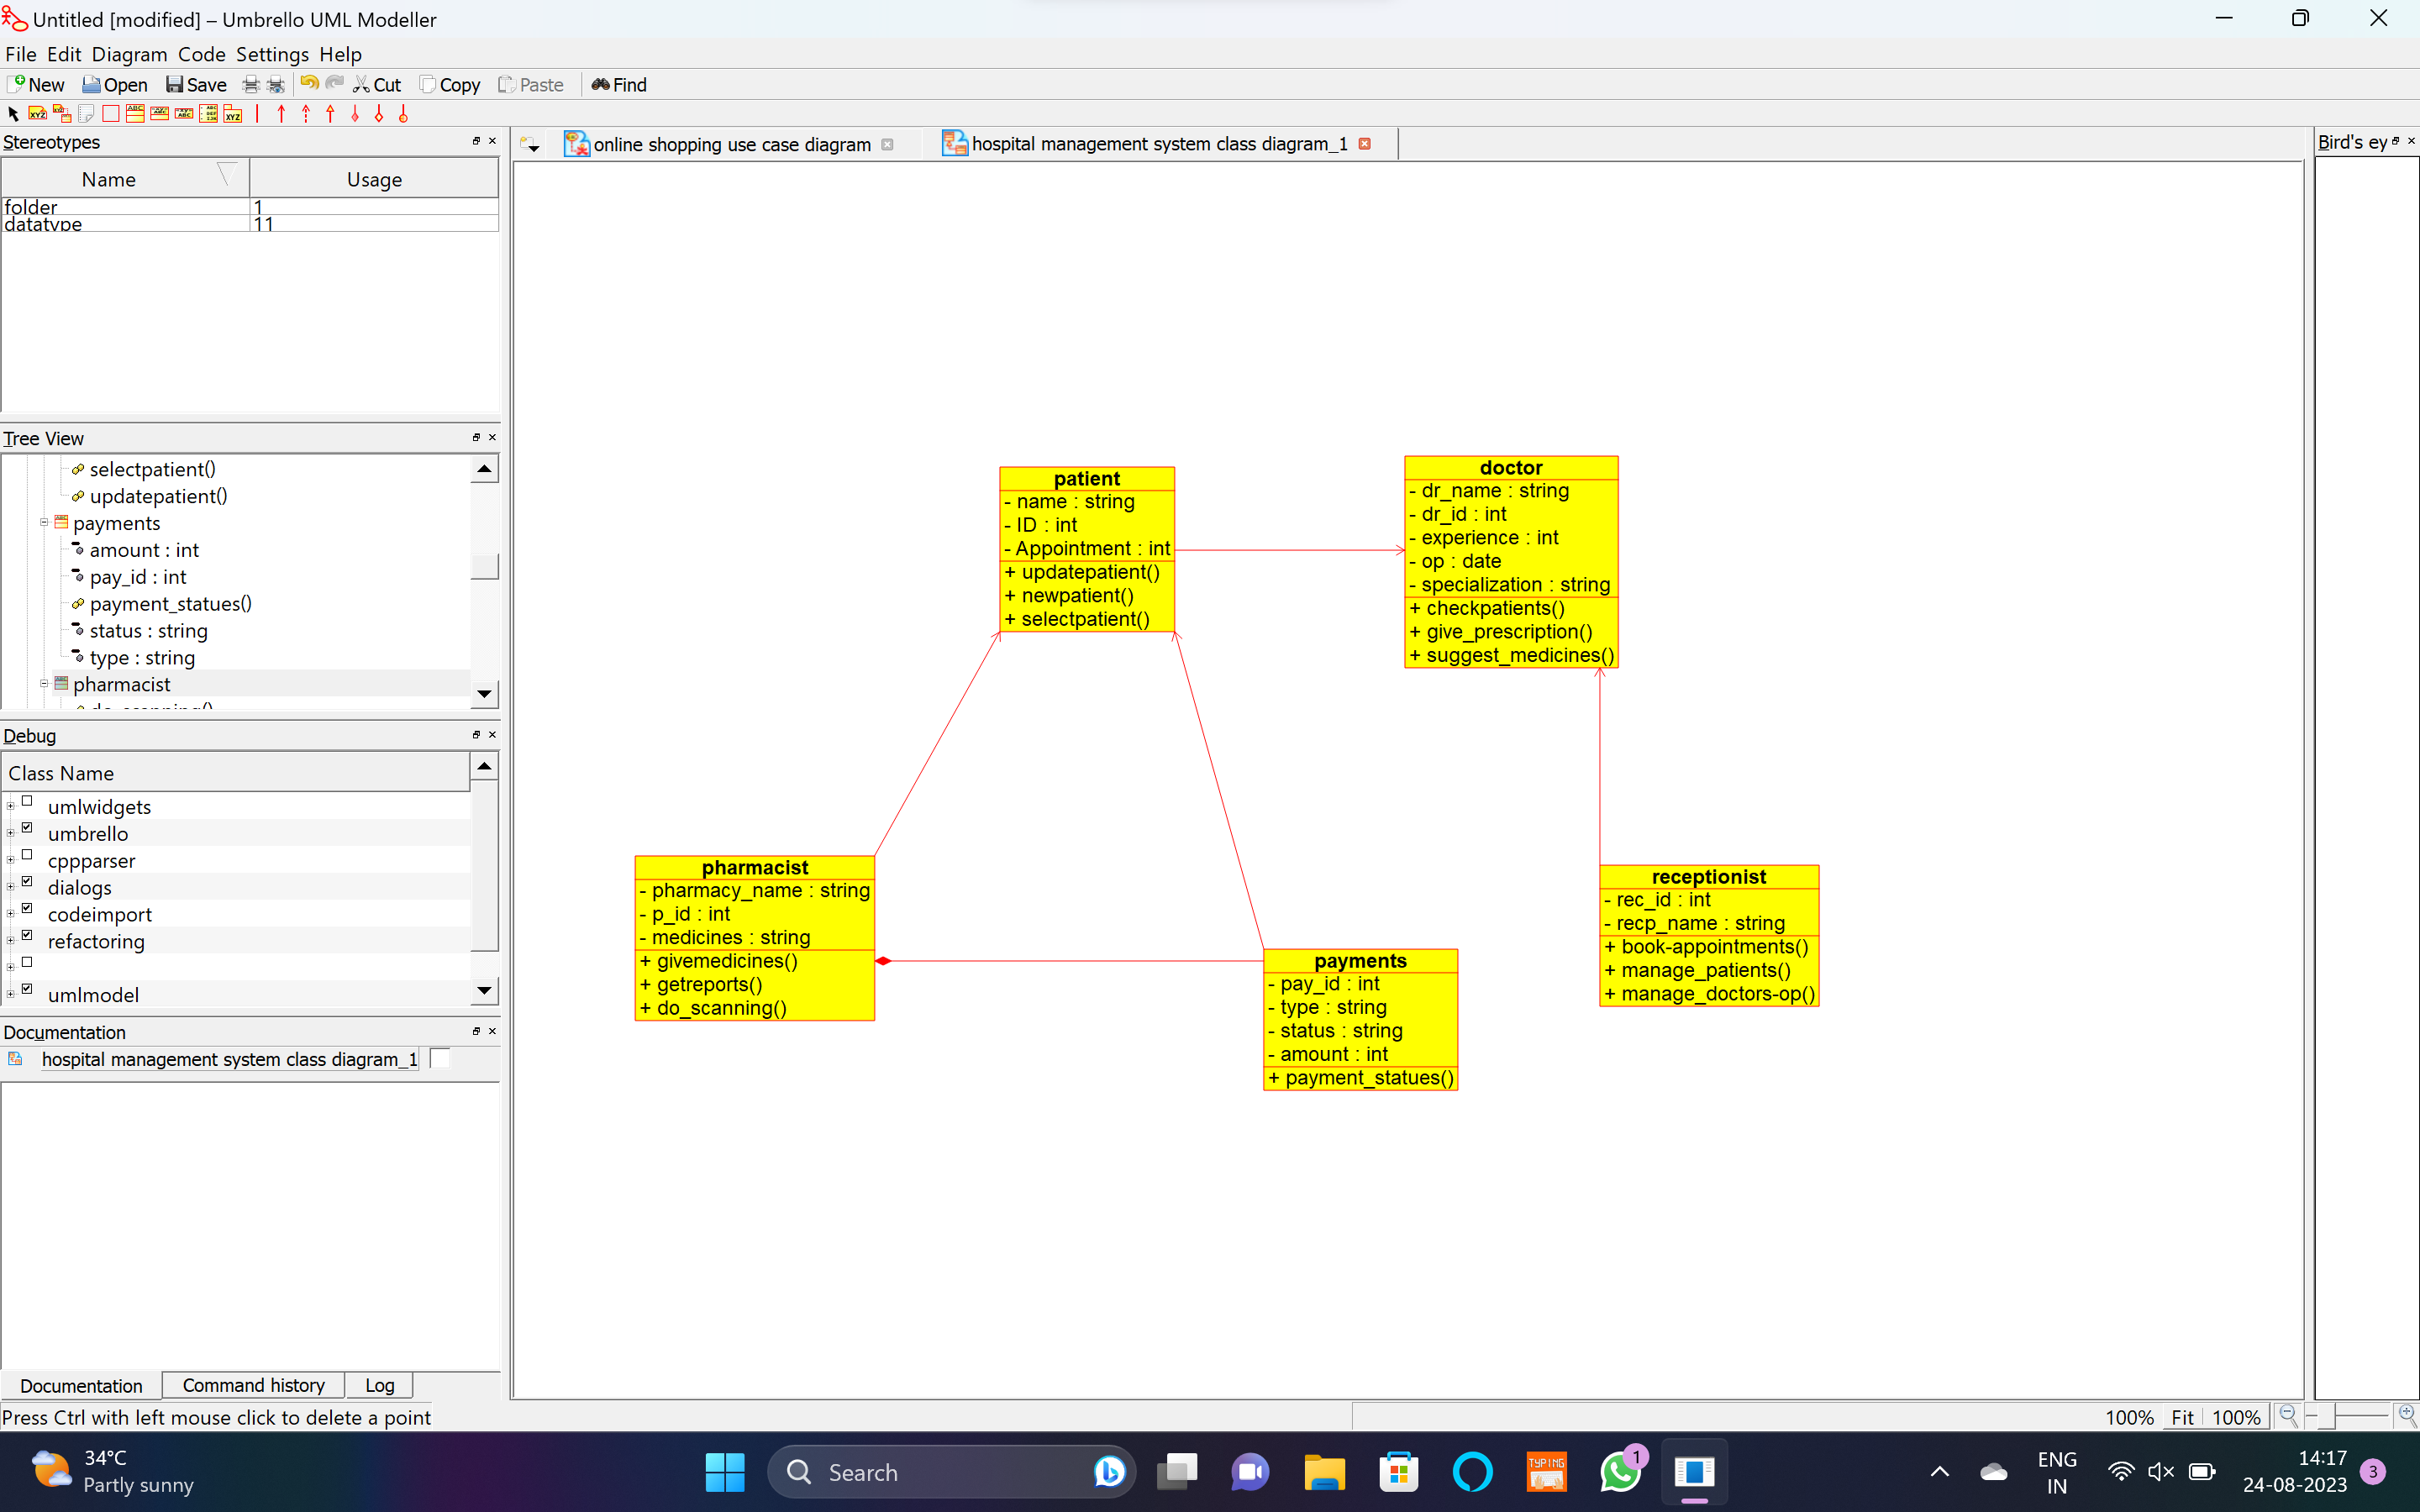 Untitled [modified] – Umbrello UML Modeller
File Edit Diagram Code Settings Help
New Open Save Cut Copy Paste Find
Stereotypes
Name Usage
folder 1
datatype 11
Tree View
selectpatient()
updatepatient()
payments
amount : int
pay_id : int
payment_statues()
status : string
type : string
pharmacist
do_scanning()
Debug
Class Name
umlwidgets
umbrello
cppparser
dialogs
codeimport
refactoring
umlmodel
Documentation
hospital management system class diagram_1
Documentation Command history Log
Press Ctrl with left mouse click to delete a point
online shopping use case diagram
hospital management system class diagram_1
Bird's ey
patient
- name : string
- ID : int
- Appointment : int
+ updatepatient()
+ newpatient()
+ selectpatient()
doctor
- dr_name : string
- dr_id : int
- experience : int
- op : date
- specialization : string
+ checkpatients()
+ give_prescription()
+ suggest_medicines()
pharmacist
- pharmacy_name : string
- p_id : int
- medicines : string
+ givemedicines()
+ getreports()
+ do_scanning()
payments
- pay_id : int
- type : string
- status : string
- amount : int
+ payment_statues()
receptionist
- rec_id : int
- recp_name : string
+ book-appointments()
+ manage_patients()
+ manage_doctors-op()
100% Fit 100%
34°C
Partly sunny
Search
TYPING
1
ENG
IN
14:17
24-08-2023
3